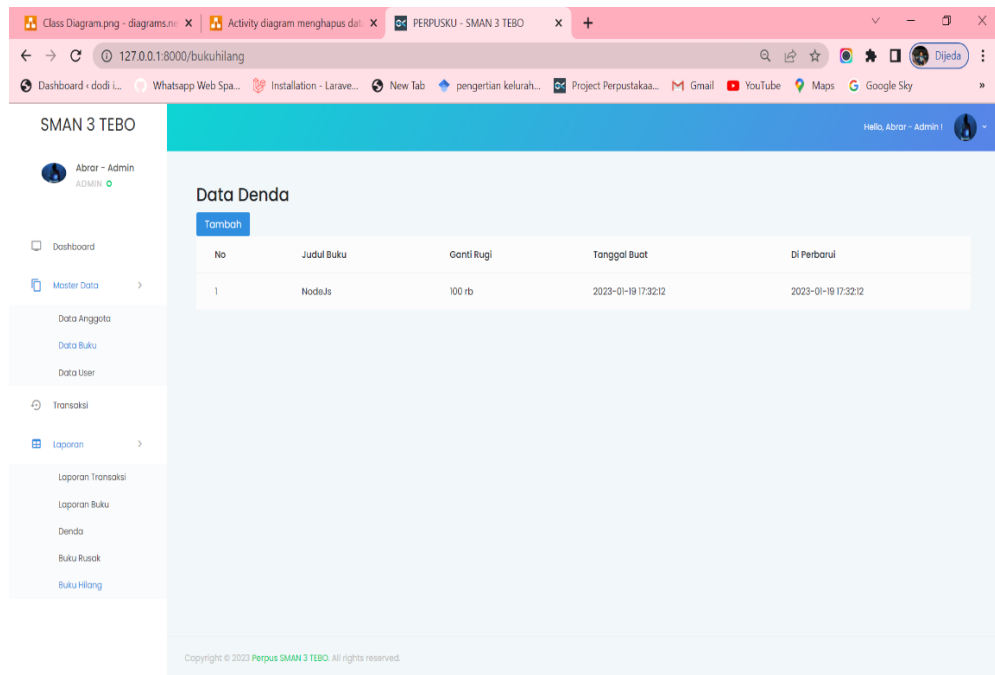 Class Diagram.png - diagrams.ne
Activity diagram menghapus dat
PERPUSKU - SMAN 3 TEBO
127.0.0.1:8000/bukuhilang
Dijeda
Dashboard ‹ dodi i...
Whatsapp Web Spa...
Installation - Larave...
New Tab
pengertian kelurah...
Project Perpustakaa...
Gmail
YouTube
Maps
Google Sky
»
SMAN 3 TEBO
Hello, Abrar - Admin !
Abrar - Admin
ADMIN
Dashboard
Master Data
Data Anggota
Data Buku
Data User
Transaksi
Laporan
Laporan Transaksi
Laporan Buku
Denda
Buku Rusak
Buku Hilang
Data Denda
Tambah
No Judul Buku Ganti Rugi Tanggal Buat Di Perbarui
1 NodeJs 100 rb 2023-01-19 17:32:12 2023-01-19 17:32:12
Copyright © 2023 Perpus SMAN 3 TEBO. All rights reserved.